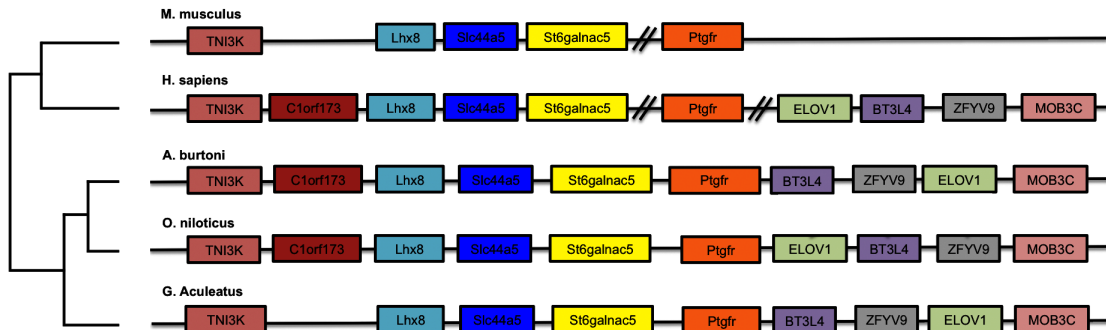 M. musculus
TNI3K Lhx8 Slc44a5 St6galnac5 Ptgfr
H. sapiens
TNI3K C1orf173 Lhx8 Slc44a5 St6galnac5 Ptgfr ELOV1 BT3L4 ZFYV9 MOB3C
A. burtoni
TNI3K C1orf173 Lhx8 Slc44a5 St6galnac5 Ptgfr BT3L4 ZFYV9 ELOV1 MOB3C
O. niloticus
TNI3K C1orf173 Lhx8 Slc44a5 St6galnac5 Ptgfr ELOV1 BT3L4 ZFYV9 MOB3C
G. Aculeatus
TNI3K Lhx8 Slc44a5 St6galnac5 Ptgfr BT3L4 ZFYV9 ELOV1 MOB3C